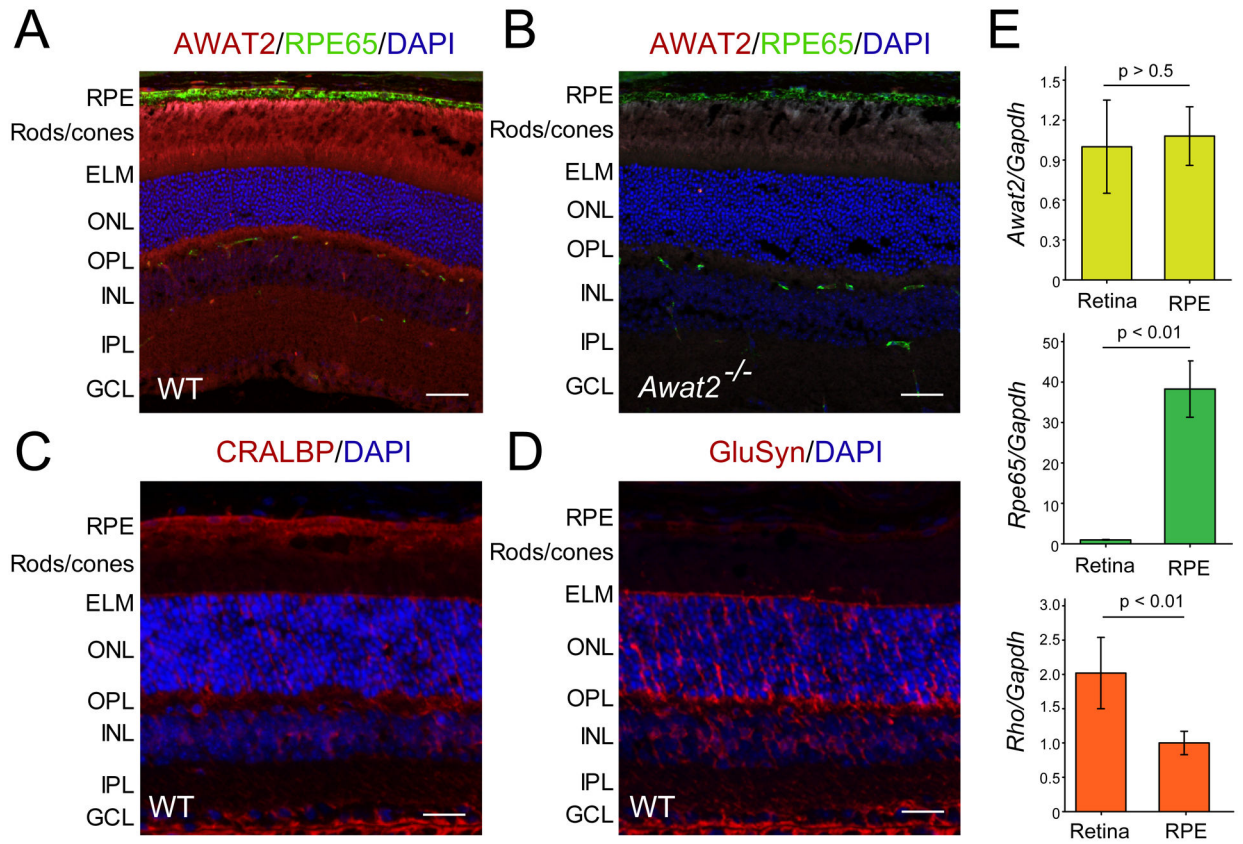 A
AWAT2/RPE65/DAPI
RPE
Rods/cones
ELM
ONL
OPL
INL
IPL
GCL
WT
B
AWAT2/RPE65/DAPI
RPE
Rods/cones
ELM
ONL
OPL
INL
IPL
GCL
Awat2-/-
C
CRALBP/DAPI
RPE
Rods/cones
ELM
ONL
OPL
INL
IPL
GCL
WT
D
GluSyn/DAPI
RPE
Rods/cones
ELM
ONL
OPL
INL
IPL
GCL
WT
E
Awat2/Gapdh
1.5
1.2
0.9
0.6
0.3
0
p > 0.5
Retina RPE
Rpe65/Gapdh
50
40
30
20
10
0
p < 0.01
Retina RPE
Rho/Gapdh
3.0
2.5
2.0
1.5
1.0
0.5
0
p < 0.01
Retina RPE